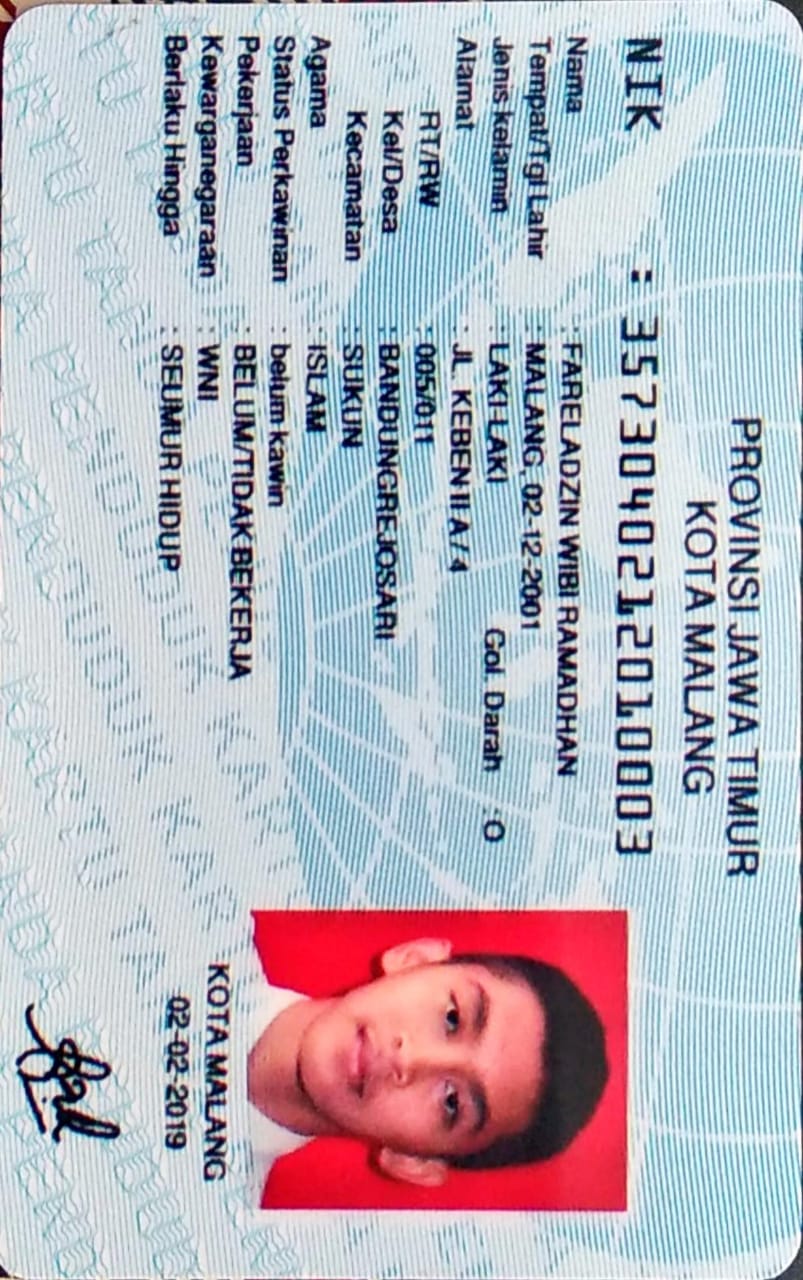 PROVINSI JAWA TIMUR
KOTA MALANG
NIK : 3573040212010003
Nama : FARELADZIN WIBI RAMADHAN
Tempat/Tgl Lahir : MALANG, 02-12-2001
Jenis kelamin : LAKI-LAKI Gol. Darah : O
Alamat : JL. KEBEN II A / 4
RT/RW : 005/011
Kel/Desa : BANDUNGREJOSARI
Kecamatan : SUKUN
Agama : ISLAM
Status Perkawinan : belum kawin
Pekerjaan : BELUM/TIDAK BEKERJA
Kewarganegaraan : WNI
Berlaku Hingga : SEUMUR HIDUP
KOTA MALANG
02-02-2019